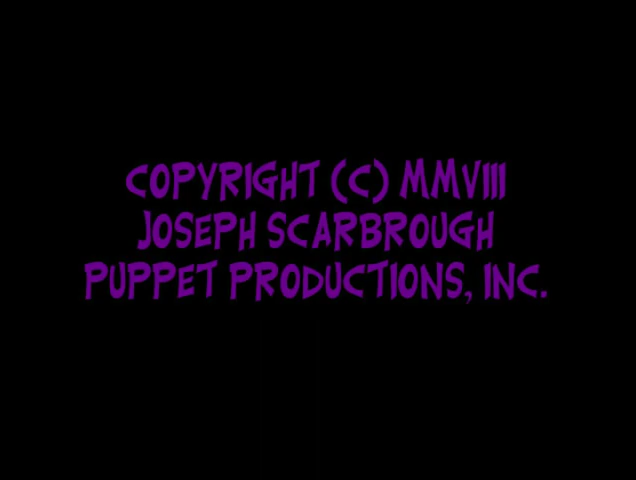 COPYRIGHT (C) MMVIII
JOSEPH SCARBROUGH
PUPPET PRODUCTIONS, INC.